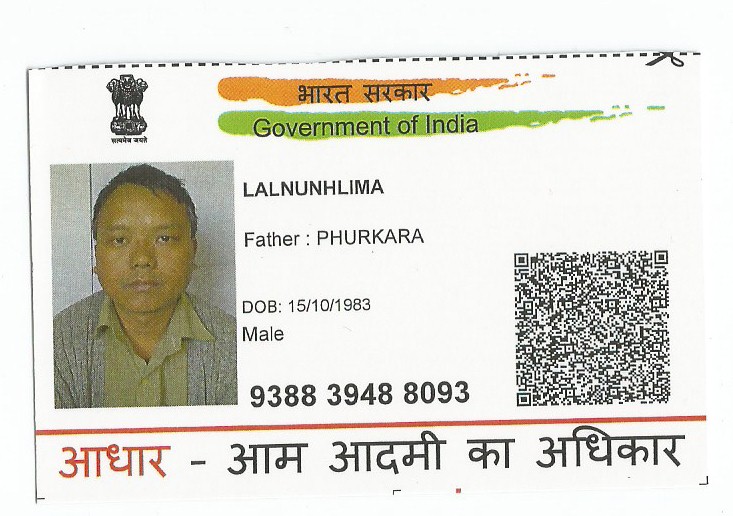 भारत सरकार
Government of India
सत्यमेव जयते
LALNUNHLIMA
Father : PHURKARA
DOB: 15/10/1983
Male
9388 3948 8093
आधार - आम आदमी का अधिकार